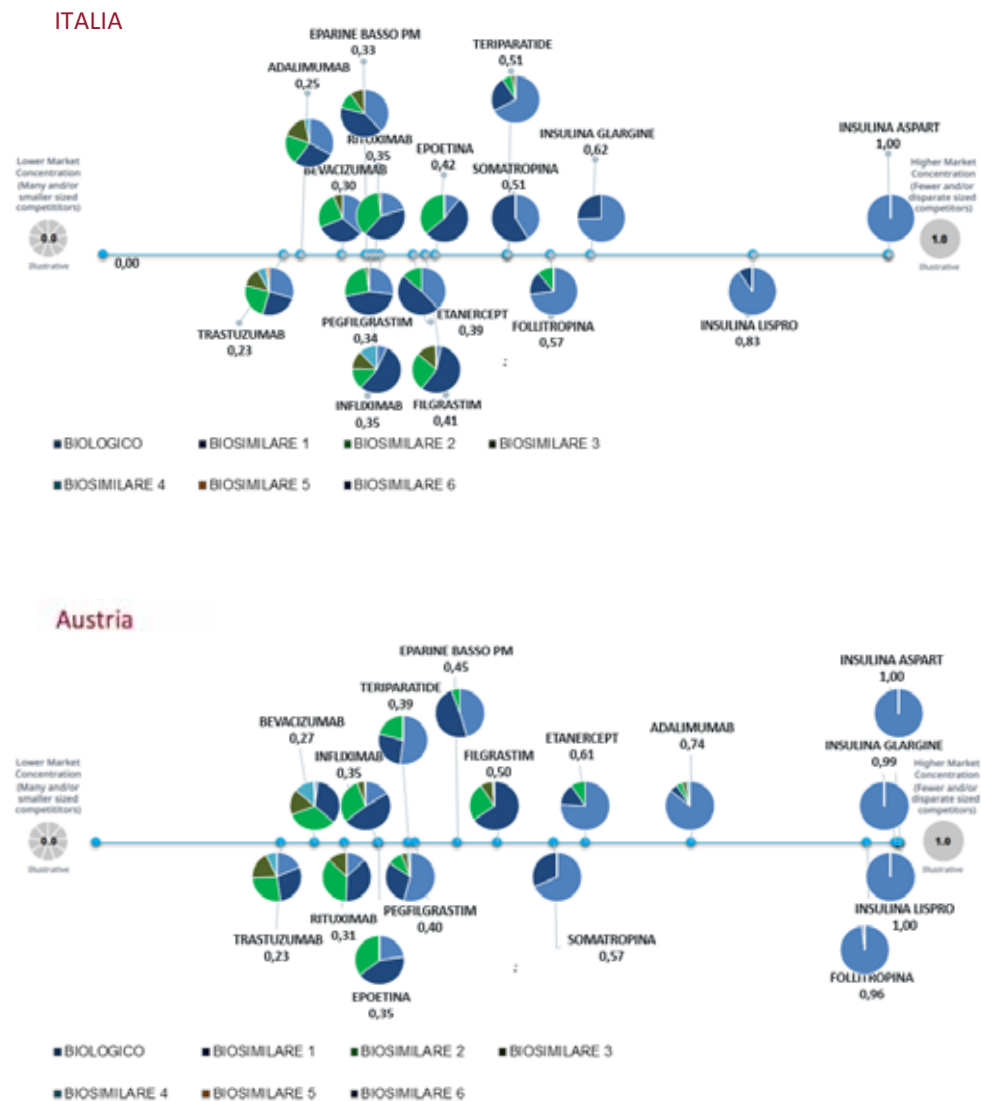 ITALIA
EPARINE BASSO PM
0,33
TERIPARATIDE
0,51
ADALIMUMAB
0,25
INSULINA ASPART
1,00
RITUXIMAB
0,35
EPOETINA
0,42
INSULINA GLARGINE
0,62
BEVACIZUMAB
0,30
SOMATROPINA
0,51
Lower Market
Concentration
(Many and/or
smaller sized
competitors)
0.0
Illustrative
Higher Market
Concentration
(Fewer and/or
disparate sized
competors)
1.0
Illustrative
0,00
TRASTUZUMAB
0,23
PEGFILGRASTIM
0,34
ETANERCEPT
0,39
FOLLITROPINA
0,57
INSULINA LISPRO
0,83
INFLIXIMAB
0,35
FILGRASTIM
0,41
;
BIOLOGICO BIOSIMILARE 1 BIOSIMILARE 2 BIOSIMILARE 3
BIOSIMILARE 4 BIOSIMILARE 5 BIOSIMILARE 6
Austria
EPARINE BASSO PM
0,45
INSULINA ASPART
1,00
TERIPARATIDE
0,39
BEVACIZUMAB
0,27
INFLIXIMAB
0,35
FILGRASTIM
0,50
ETANERCEPT
0,61
ADALIMUMAB
0,74
INSULINA GLARGINE
0,99
Lower Market
Concentration
(Many and/or
smaller sized
competitors)
0.0
Illustrative
Higher Market
Concentration
(Fewer and/or
disparate sized
competors)
1.0
Illustrative
TRASTUZUMAB
0,23
RITUXIMAB
0,31
PEGFILGRASTIM
0,40
SOMATROPINA
0,57
INSULINA LISPRO
1,00
EPOETINA
0,35
FOLLITROPINA
0,96
;
BIOLOGICO BIOSIMILARE 1 BIOSIMILARE 2 BIOSIMILARE 3
BIOSIMILARE 4 BIOSIMILARE 5 BIOSIMILARE 6